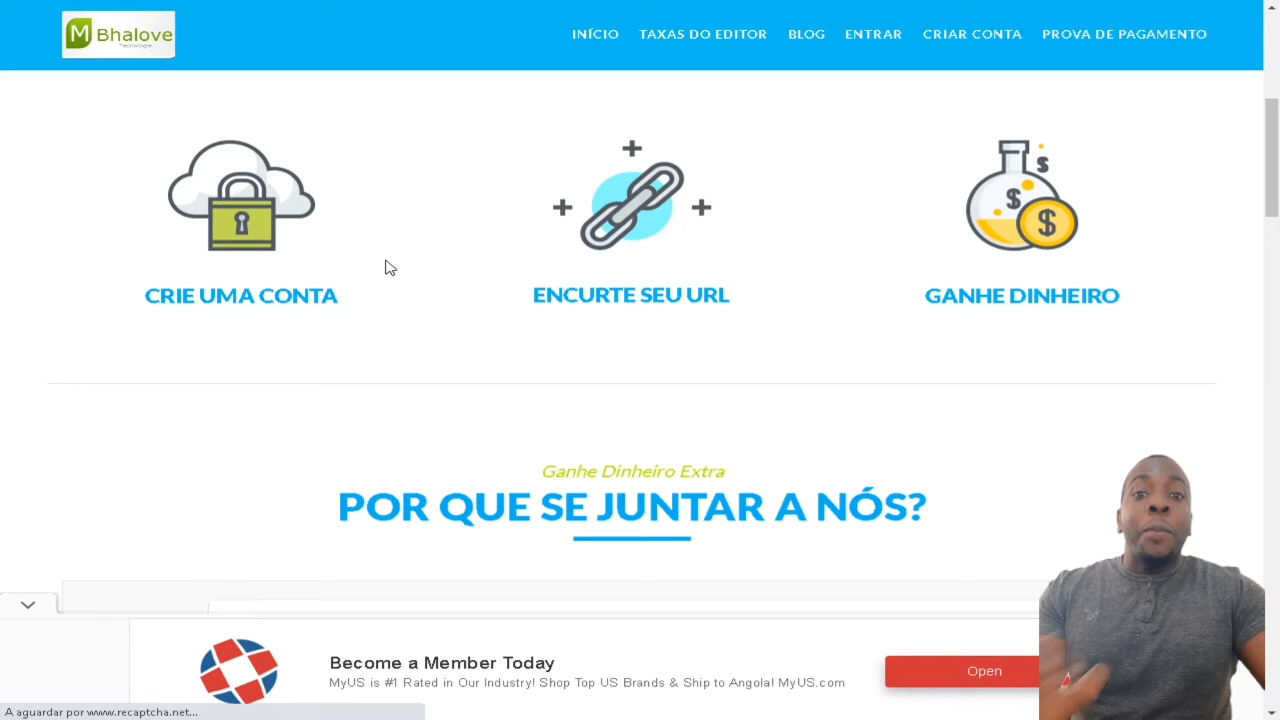 M Bhalove
Tecnologia
INÍCIO
TAXAS DO EDITOR
BLOG
ENTRAR
CRIAR CONTA
PROVA DE PAGAMENTO
CRIE UMA CONTA
ENCURTE SEU URL
GANHE DINHEIRO
Ganhe Dinheiro Extra
POR QUE SE JUNTAR A NÓS?
Become a Member Today
MyUS is #1 Rated in Our Industry! Shop Top US Brands & Ship to Angola! MyUS.com
Open
A aguardar por www.recaptcha.net...